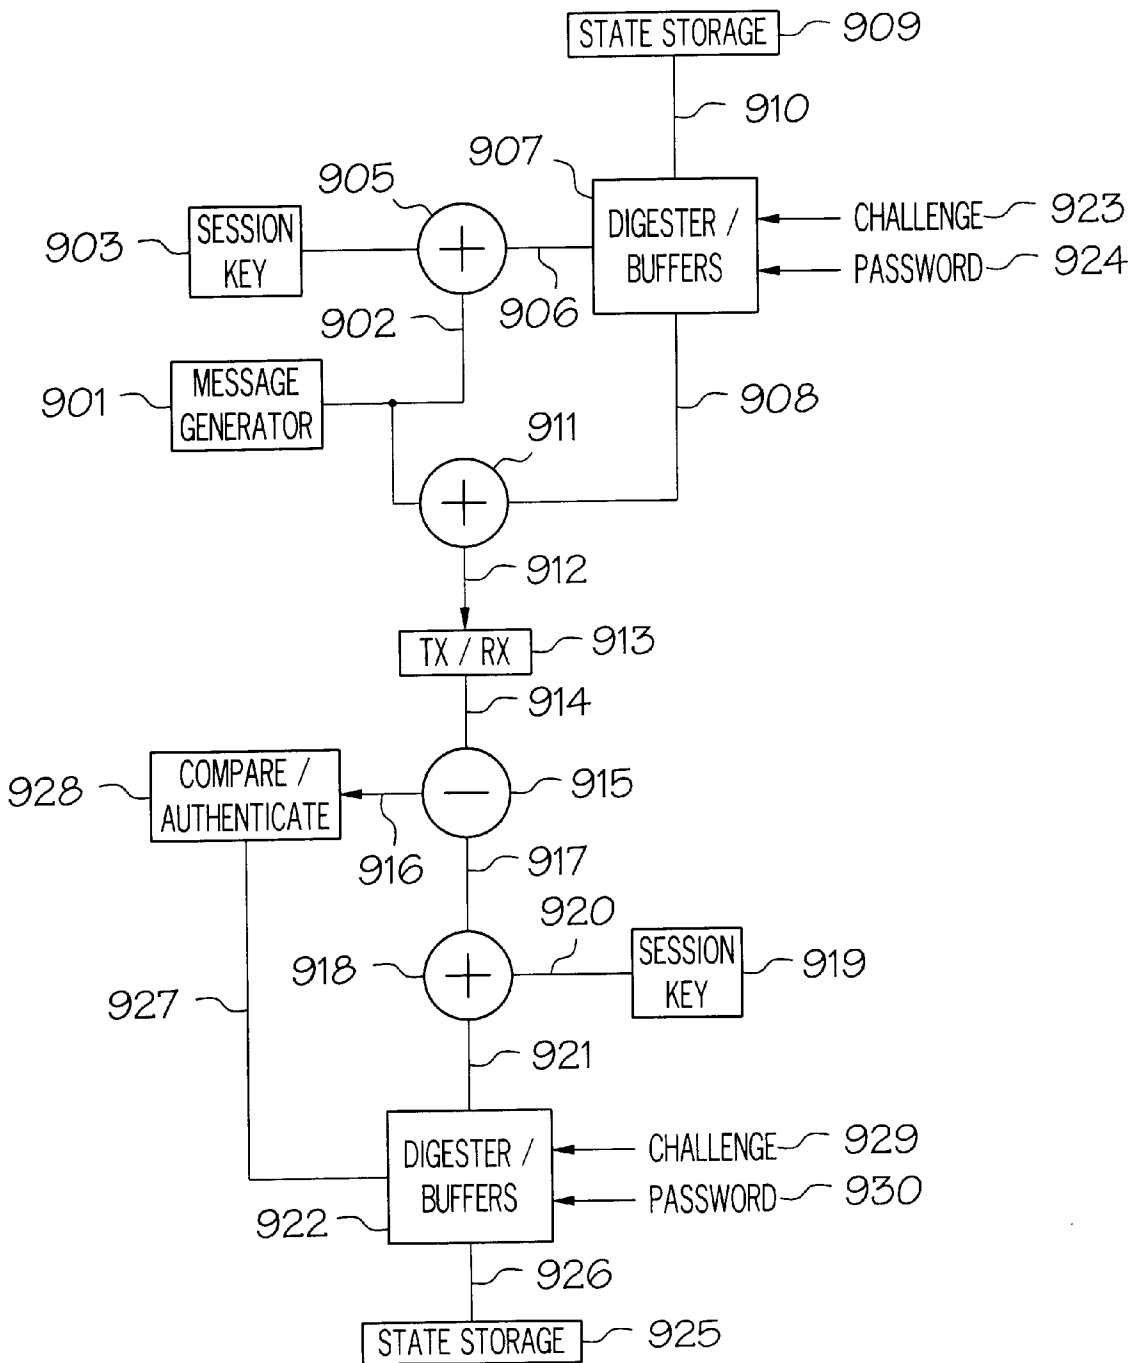 STATE STORAGE 909
910
907
905
903 SESSION KEY
+
DIGESTER / BUFFERS
CHALLENGE 923
PASSWORD 924
902
906
901 MESSAGE GENERATOR
908
911
+
912
TX / RX 913
914
928 COMPARE / AUTHENTICATE
− 915
916
917
920
918 +
SESSION KEY 919
927
921
DIGESTER / BUFFERS
CHALLENGE 929
PASSWORD 930
922
926
STATE STORAGE 925